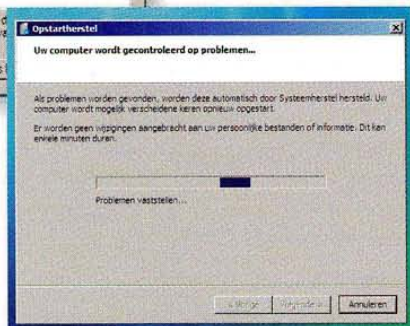 Opstartherstel
Uw computer wordt gecontroleerd op problemen...
Als problemen worden gevonden, worden deze automatisch door Systeemherstel hersteld. Uw
computer wordt mogelijk verscheidene keren opnieuw opgestart.
Er worden geen wijzigingen aangebracht aan uw persoonlijke bestanden of informatie. Dit kan
enkele minuten duren.
Problemen vaststellen...
< Vorige
Volgende >
Annuleren